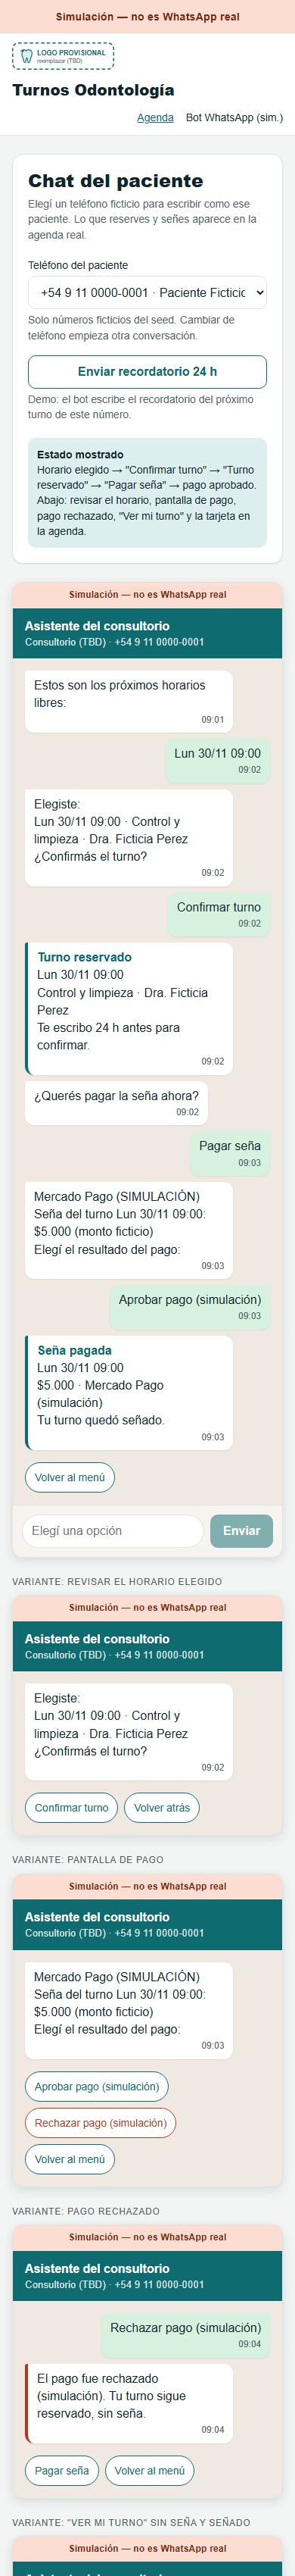 Simulación — no es WhatsApp real
LOGO PROVISIONAL
reemplazar (TBD)
Turnos Odontología
Agenda Bot WhatsApp (sim.)
Chat del paciente
Elegí un teléfono ficticio para escribir como ese
paciente. Lo que reserves y señes aparece en la
agenda real.
Teléfono del paciente
+54 9 11 0000-0001 · Paciente Ficticio
Solo números ficticios del seed. Cambiar de
teléfono empieza otra conversación.
Enviar recordatorio 24 h
Demo: el bot escribe el recordatorio del próximo
turno de este número.
Estado mostrado
Horario elegido → "Confirmar turno" → "Turno
reservado" → "Pagar seña" → pago aprobado.
Abajo: revisar el horario, pantalla de pago,
pago rechazado, "Ver mi turno" y la tarjeta en
la agenda.
Simulación — no es WhatsApp real
Asistente del consultorio
Consultorio (TBD) · +54 9 11 0000-0001
Estos son los próximos horarios
libres:
09:01
Lun 30/11 09:00
09:02
Elegiste:
Lun 30/11 09:00 · Control y
limpieza · Dra. Ficticia Perez
¿Confirmás el turno?
09:02
Confirmar turno
09:02
Turno reservado
Lun 30/11 09:00
Control y limpieza · Dra. Ficticia
Perez
Te escribo 24 h antes para
confirmar.
09:02
¿Querés pagar la seña ahora?
09:02
Pagar seña
09:03
Mercado Pago (SIMULACIÓN)
Seña del turno Lun 30/11 09:00:
$5.000 (monto ficticio)
Elegí el resultado del pago:
09:03
Aprobar pago (simulación)
09:03
Seña pagada
Lun 30/11 09:00
$5.000 · Mercado Pago
(simulación)
Tu turno quedó señado.
09:03
Volver al menú
Elegí una opción
Enviar
VARIANTE: REVISAR EL HORARIO ELEGIDO
Simulación — no es WhatsApp real
Asistente del consultorio
Consultorio (TBD) · +54 9 11 0000-0001
Elegiste:
Lun 30/11 09:00 · Control y
limpieza · Dra. Ficticia Perez
¿Confirmás el turno?
09:02
Confirmar turno
Volver atrás
VARIANTE: PANTALLA DE PAGO
Simulación — no es WhatsApp real
Asistente del consultorio
Consultorio (TBD) · +54 9 11 0000-0001
Mercado Pago (SIMULACIÓN)
Seña del turno Lun 30/11 09:00:
$5.000 (monto ficticio)
Elegí el resultado del pago:
09:03
Aprobar pago (simulación)
Rechazar pago (simulación)
Volver al menú
VARIANTE: PAGO RECHAZADO
Simulación — no es WhatsApp real
Asistente del consultorio
Consultorio (TBD) · +54 9 11 0000-0001
Rechazar pago (simulación)
09:04
El pago fue rechazado
(simulación). Tu turno sigue
reservado, sin seña.
09:04
Pagar seña
Volver al menú
VARIANTE: "VER MI TURNO" SIN SEÑA Y SEÑADO
Simulación — no es WhatsApp real